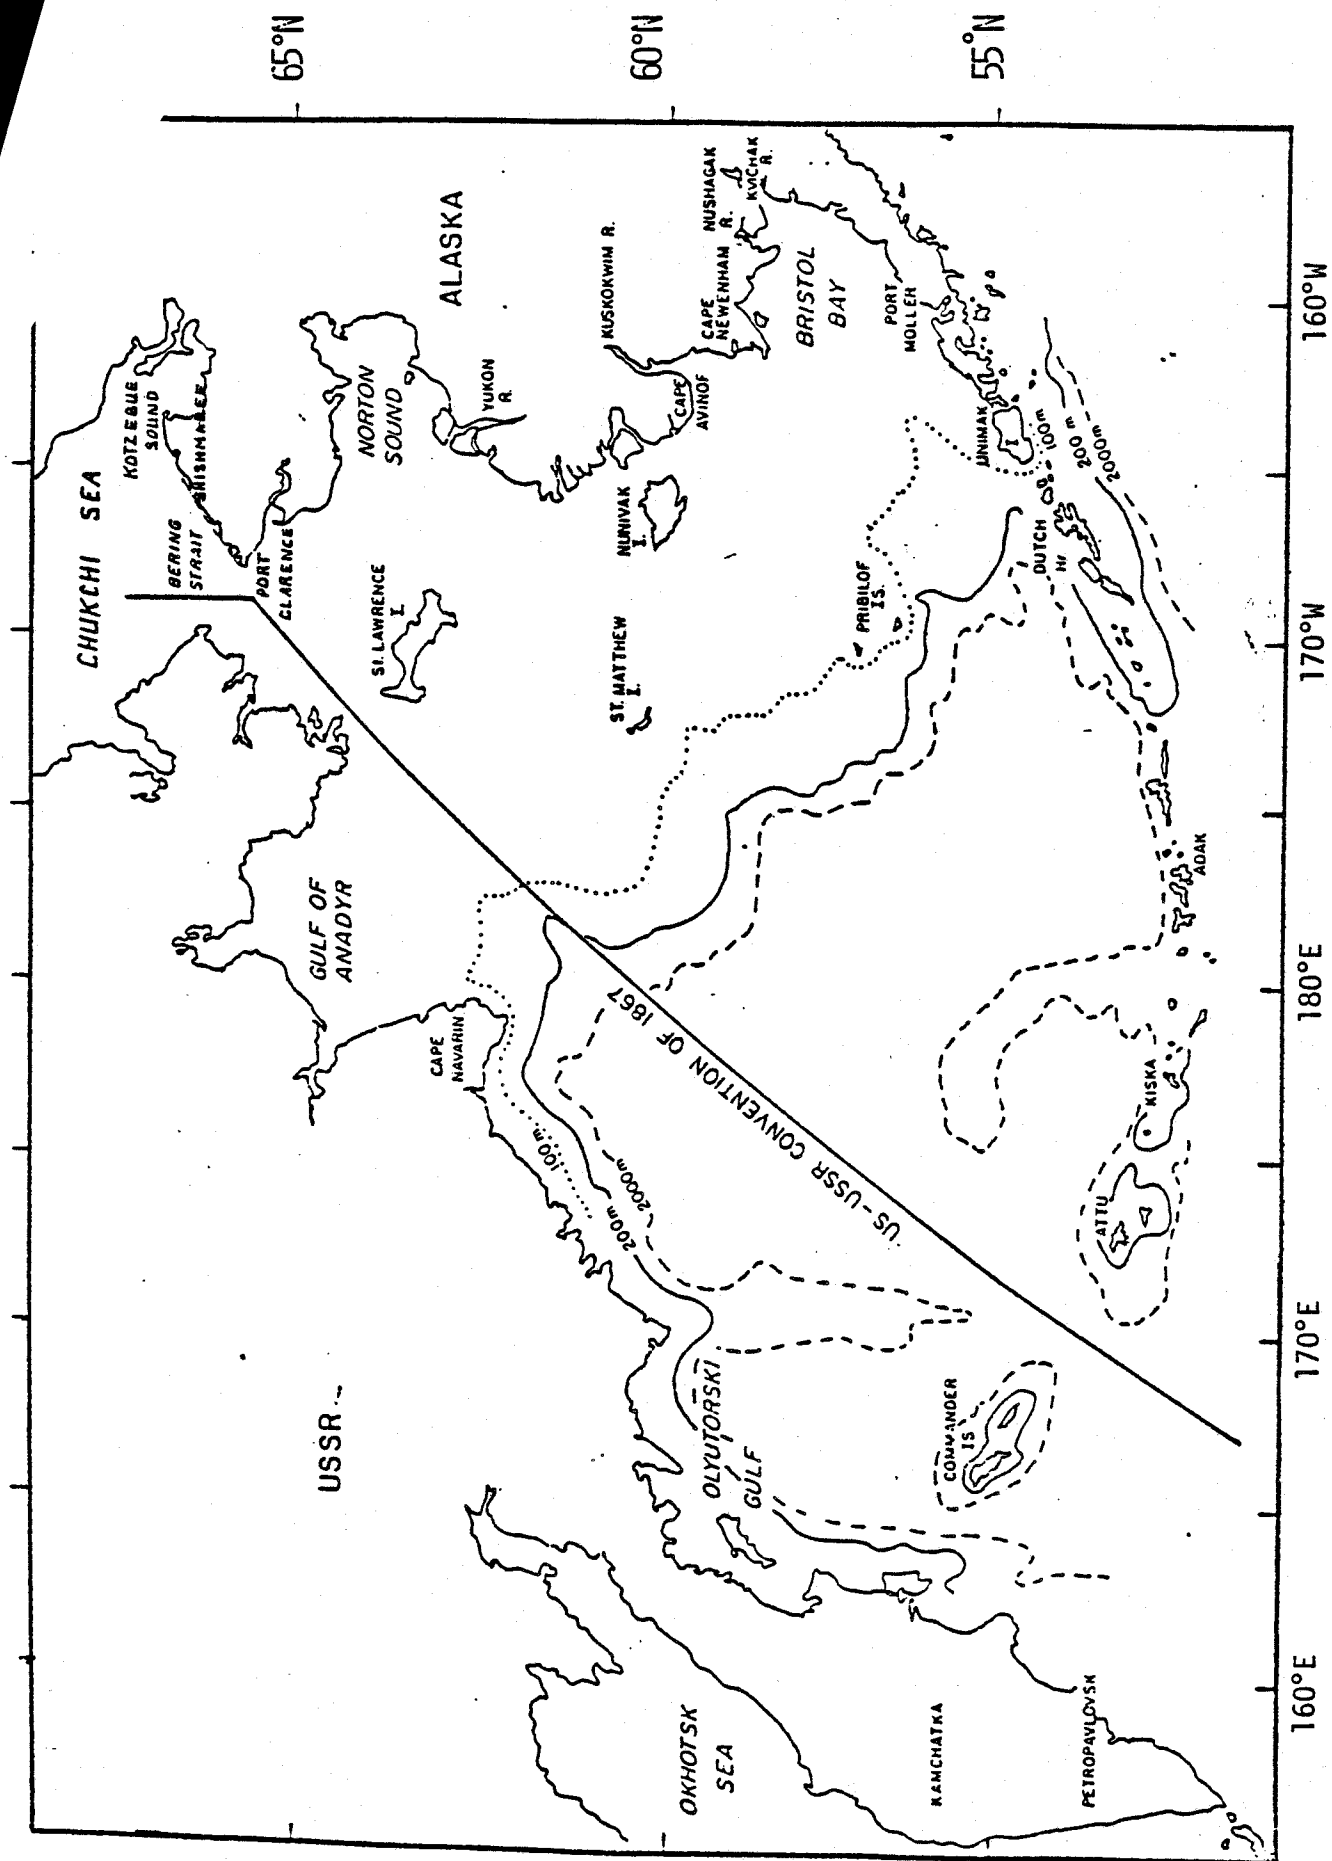 CHUKCHI SEA
KOTZEBUE
SOUND
SHISHMAREF
BERING
STRAIT
PORT
CLARENCE
NORTON
SOUND
ALASKA
65°N
ST. LAWRENCE
I.
YUKON
R.
GULF OF
ANADYR
USSR
CAPE
NAVARIN
100m
200m
2000m
ST. MATTHEW
I.
NUNIVAK
I.
KUSKOKWIM R.
CAPE
AVINOF
CAPE
NEWENHAM
NUSHAGAK
R.
KVICHAK
R.
60°N
BRISTOL
BAY
PORT
MOLLER
PRIBILOF
IS.
US-USSR CONVENTION OF 1867
OLYUTORSKI
GULF
OKHOTSK
SEA
UNIMAK
I
100m
200 m
2000m
55°N
DUTCH
ADAK
KISKA
ATTU
COMMANDER
IS
KAMCHATKA
PETROPAVLOVSK
160°E
170°E
180°E
170°W
160°W